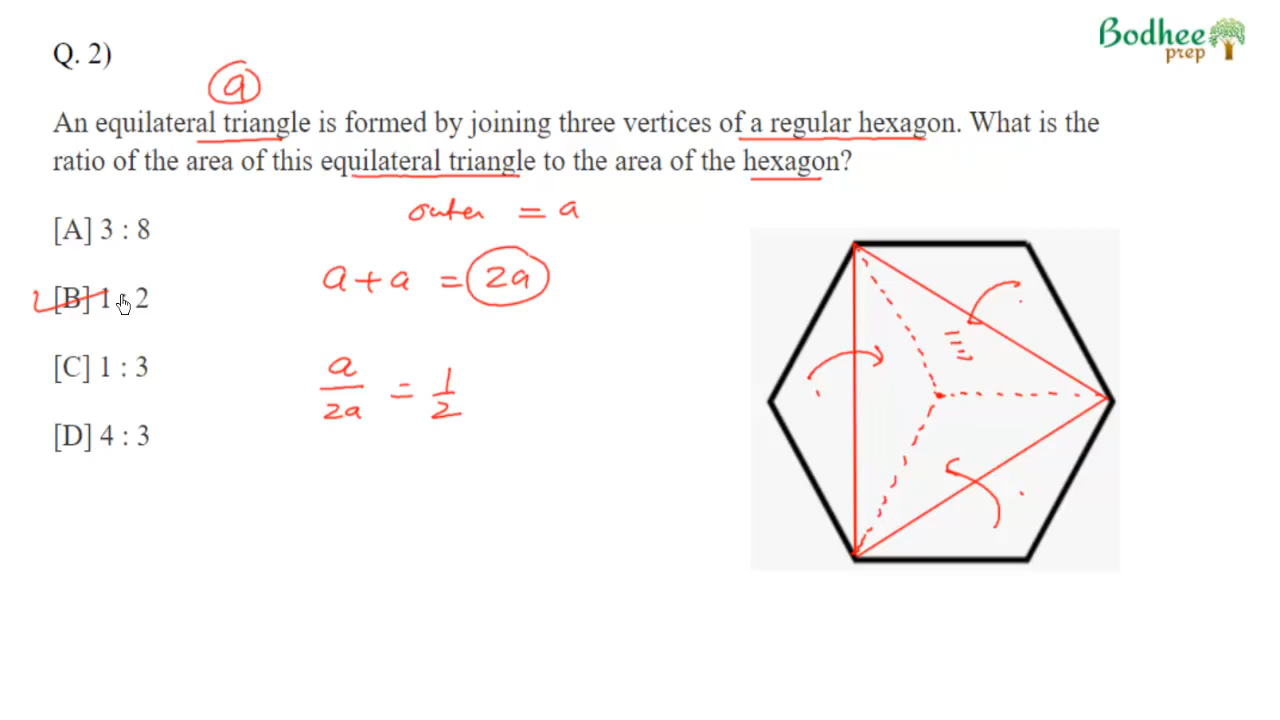 Bodhee
prep
Q. 2)
a
An equilateral triangle is formed by joining three vertices of a regular hexagon. What is the
ratio of the area of this equilateral triangle to the area of the hexagon?
outer = a
[A] 3 : 8
a + a = 2a
[B] 1 : 2
[C] 1 : 3
a/2a = 1/2
[D] 4 : 3